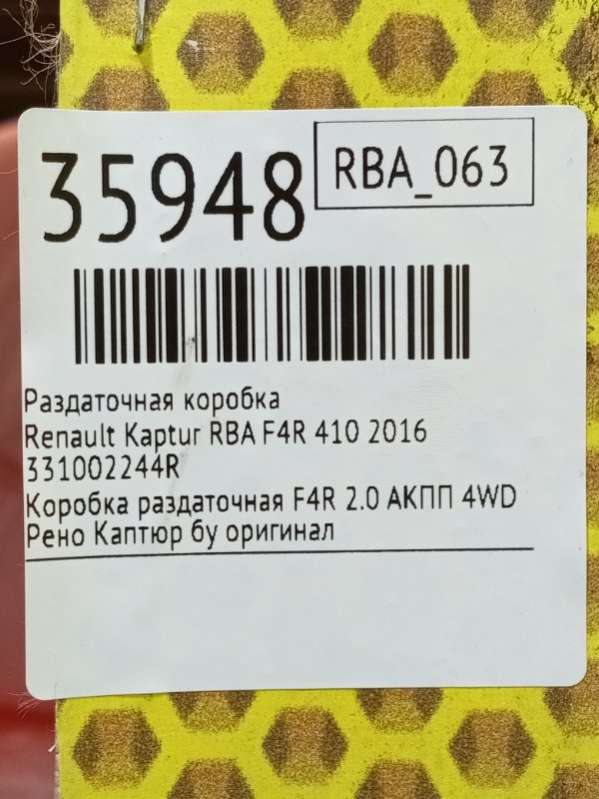 35948
RBA_063
Раздаточная коробка
Renault Kaptur RBA F4R 410 2016
331002244R
Коробка раздаточная F4R 2.0 АКПП 4WD
Рено Каптюр бу оригинал